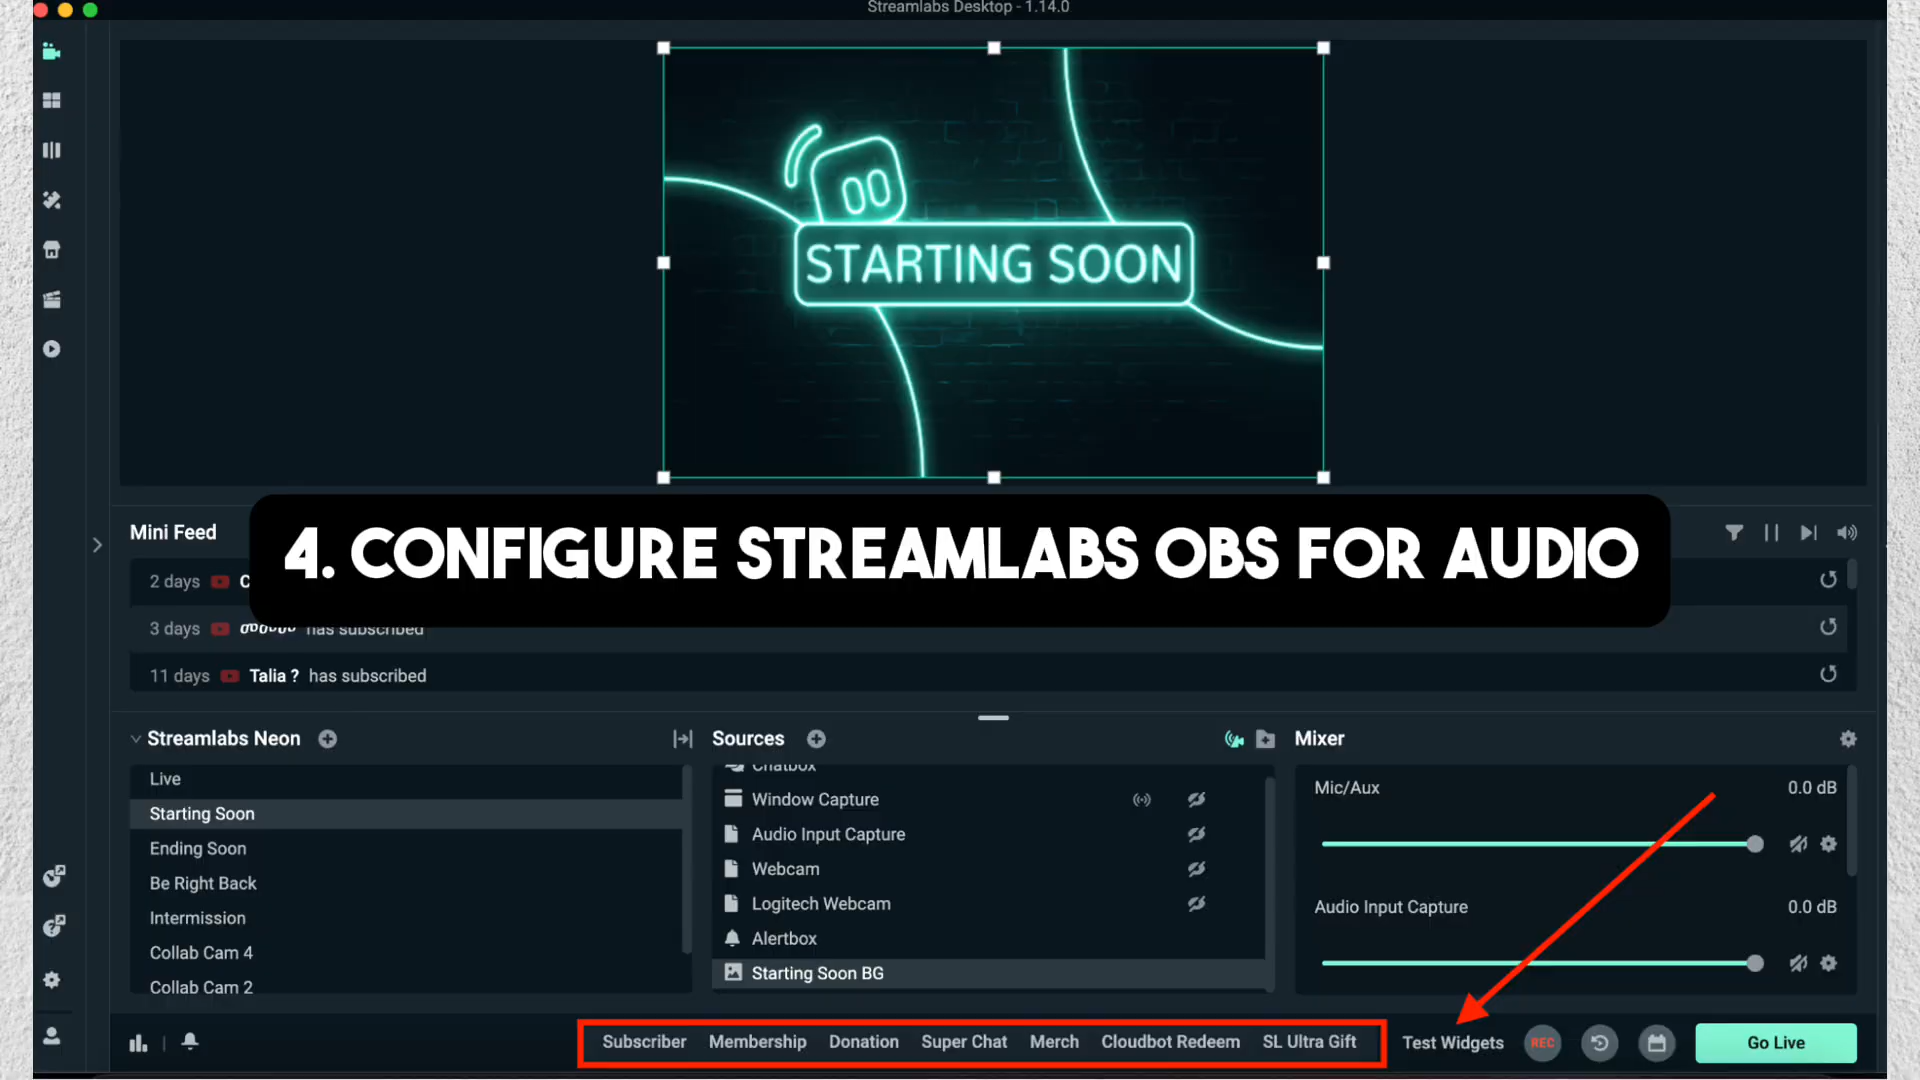 Streamlabs Desktop - 1.14.0
STARTING SOON
4. CONFIGURE STREAMLABS OBS FOR AUDIO
Mini Feed
2 days
3 days has subscribed
11 days Talia ? has subscribed
Streamlabs Neon
Live
Starting Soon
Ending Soon
Be Right Back
Intermission
Collab Cam 4
Collab Cam 2
Sources
Chatbox
Window Capture
Audio Input Capture
Webcam
Logitech Webcam
Alertbox
Starting Soon BG
Mixer
Mic/Aux 0.0 dB
Audio Input Capture 0.0 dB
Subscriber Membership Donation Super Chat Merch Cloudbot Redeem SL Ultra Gift Test Widgets REC Go Live